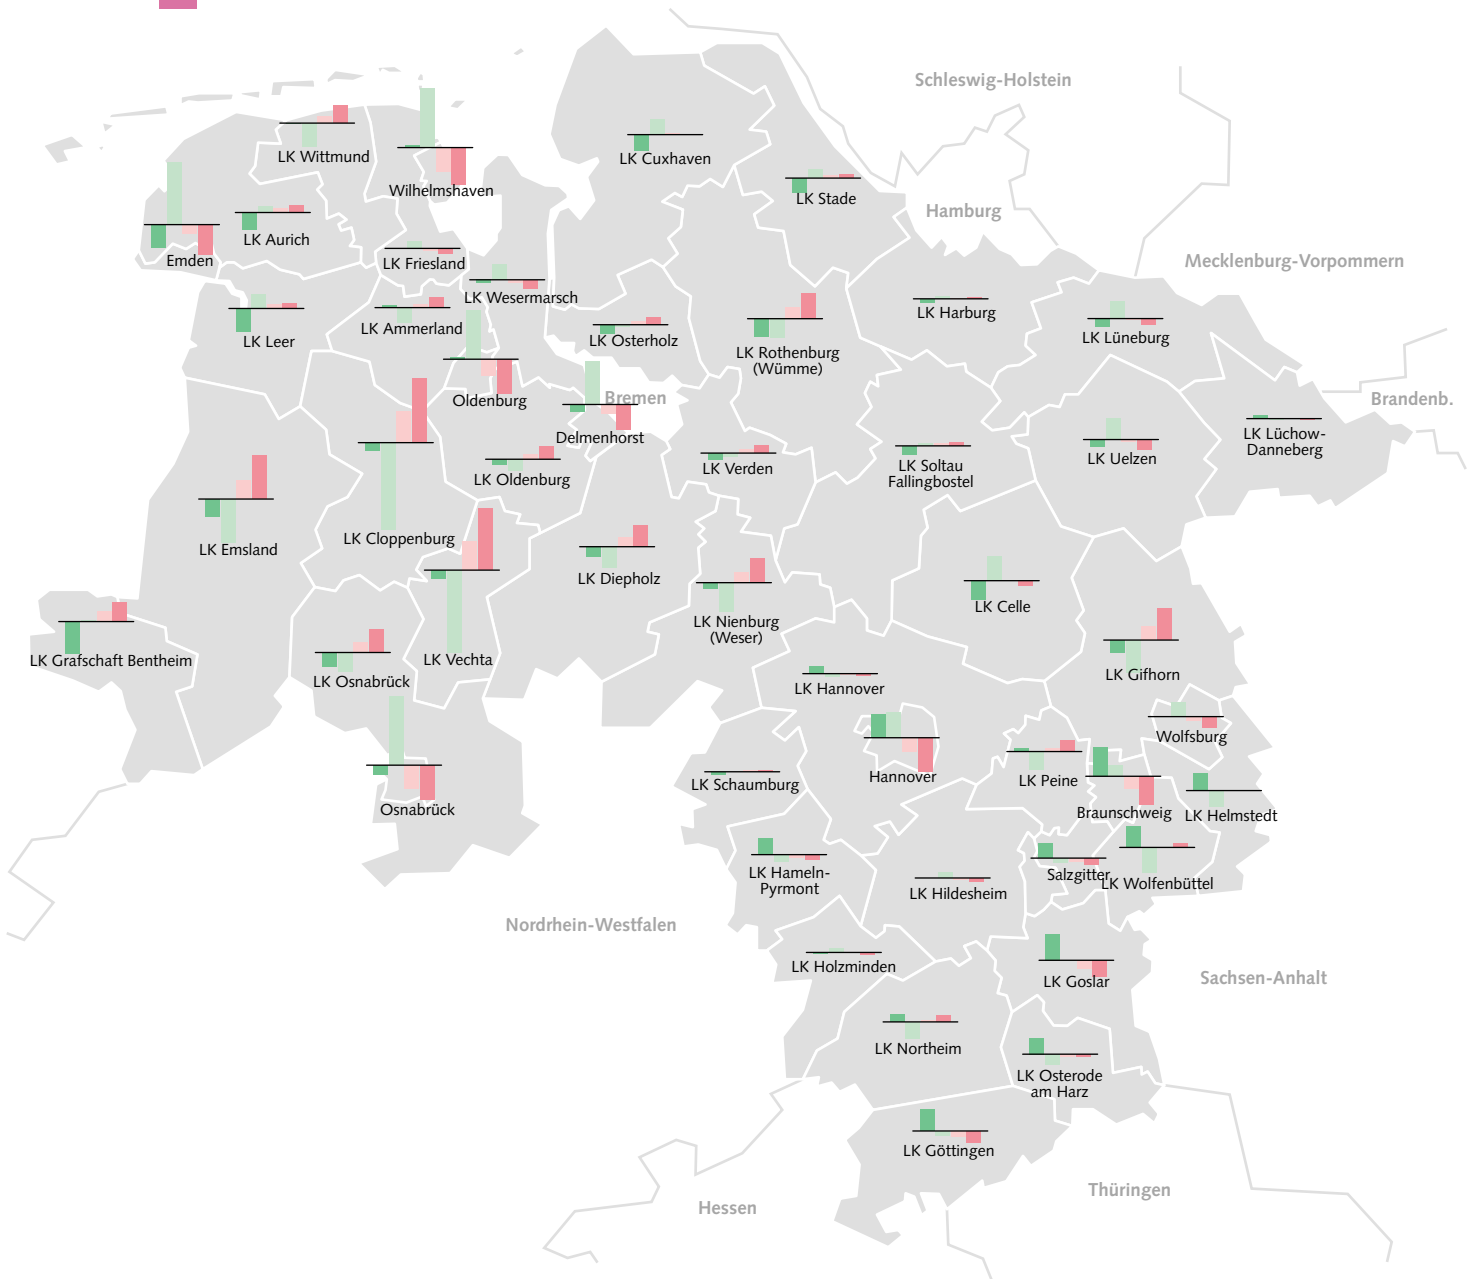 Schleswig-Holstein
LK Wittmund
LK Cuxhaven
Wilhelmshaven
LK Stade
Hamburg
LK Aurich
Emden
LK Friesland
Mecklenburg-Vorpommern
LK Wesermarsch
LK Harburg
LK Ammerland
LK Leer
LK Osterholz
LK Lüneburg
LK Rothenburg
(Wümme)
Oldenburg
Bremen
Brandenb.
Delmenhorst
LK Lüchow-
Danneberg
LK Uelzen
LK Verden
LK Soltau
Fallingbostel
LK Oldenburg
LK Cloppenburg
LK Emsland
LK Diepholz
LK Celle
LK Nienburg
(Weser)
LK Grafschaft Bentheim
LK Vechta
LK Osnabrück
LK Gifhorn
LK Hannover
Wolfsburg
Hannover
LK Peine
LK Schaumburg
Osnabrück
Braunschweig
LK Helmstedt
LK Hameln-
Pyrmont
Salzgitter
LK Wolfenbüttel
LK Hildesheim
Nordrhein-Westfalen
LK Holzminden
LK Goslar
Sachsen-Anhalt
LK Northeim
LK Osterode
am Harz
LK Göttingen
Thüringen
Hessen